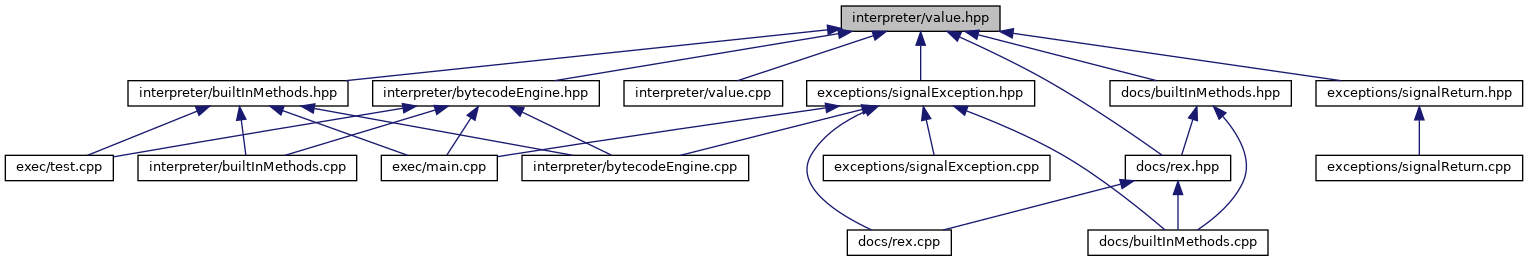 interpreter/value.hpp
interpreter/builtInMethods.hpp
interpreter/bytecodeEngine.hpp
interpreter/value.cpp
exceptions/signalException.hpp
docs/builtInMethods.hpp
exceptions/signalReturn.hpp
exec/test.cpp
interpreter/builtInMethods.cpp
exec/main.cpp
interpreter/bytecodeEngine.cpp
exceptions/signalException.cpp
docs/rex.hpp
exceptions/signalReturn.cpp
docs/rex.cpp
docs/builtInMethods.cpp